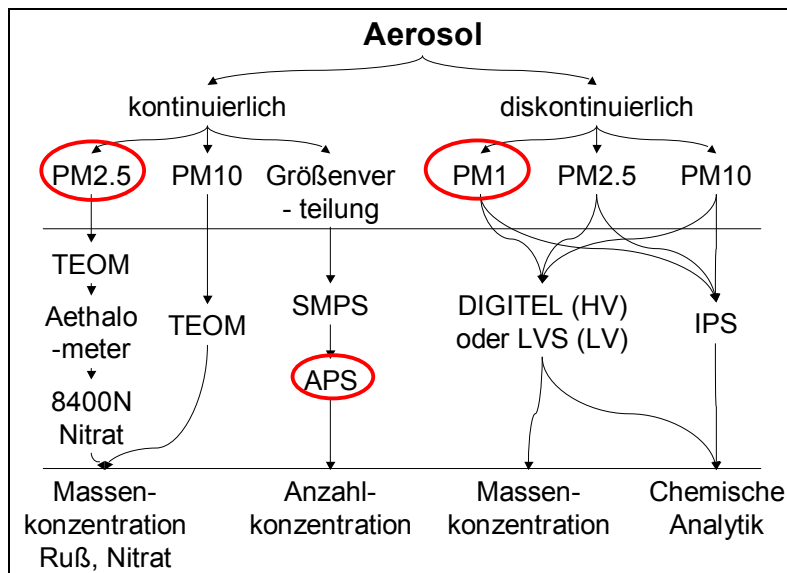 Aerosol
kontinuierlich
diskontinuierlich
PM2.5
PM10
Größenver
- teilung
PM1
PM2.5
PM10
TEOM
Aethalo
-meter
8400N
Nitrat
TEOM
SMPS
APS
DIGITEL (HV)
oder LVS (LV)
IPS
Massen-
konzentration
Ruß, Nitrat
Anzahl-
konzentration
Massen-
konzentration
Chemische
Analytik